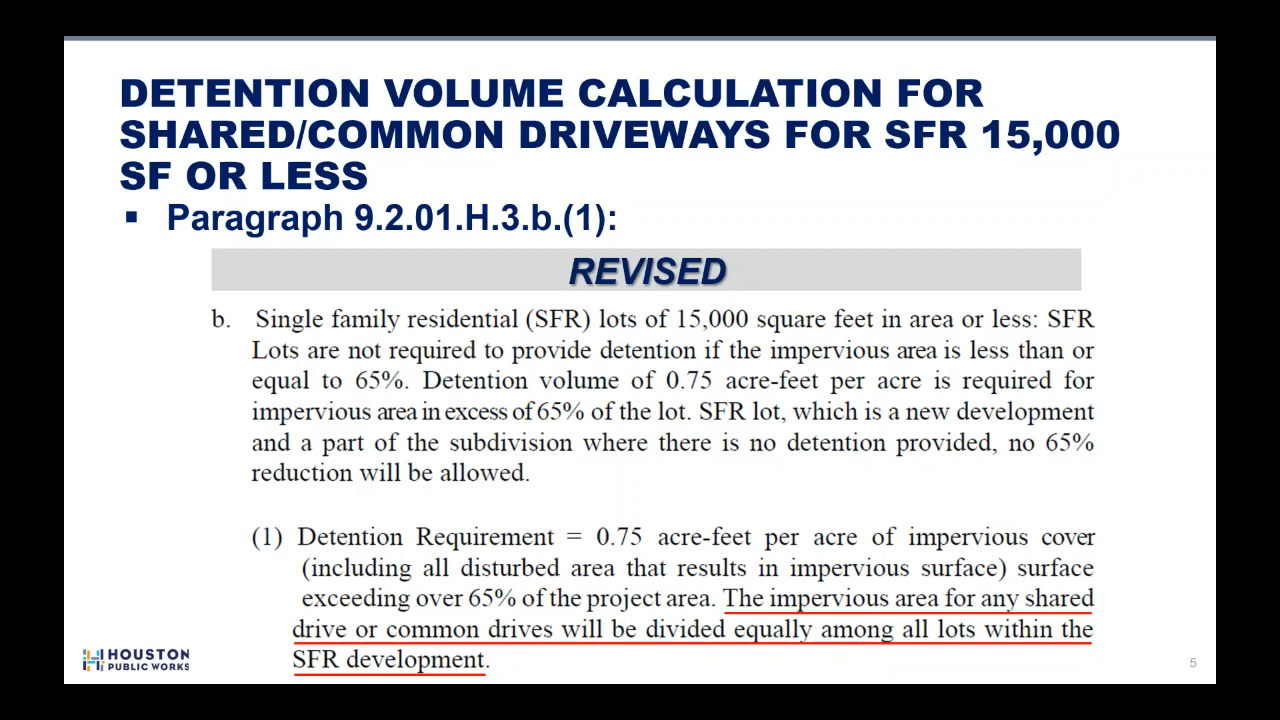 DETENTION VOLUME CALCULATION FOR
SHARED/COMMON DRIVEWAYS FOR SFR 15,000
SF OR LESS
▪ Paragraph 9.2.01.H.3.b.(1):
REVISED
b. Single family residential (SFR) lots of 15,000 square feet in area or less: SFR
Lots are not required to provide detention if the impervious area is less than or
equal to 65%. Detention volume of 0.75 acre-feet per acre is required for
impervious area in excess of 65% of the lot. SFR lot, which is a new development
and a part of the subdivision where there is no detention provided, no 65%
reduction will be allowed.
(1) Detention Requirement = 0.75 acre-feet per acre of impervious cover
(including all disturbed area that results in impervious surface) surface
exceeding over 65% of the project area. The impervious area for any shared
drive or common drives will be divided equally among all lots within the
SFR development.
HOUSTON
PUBLIC WORKS
5